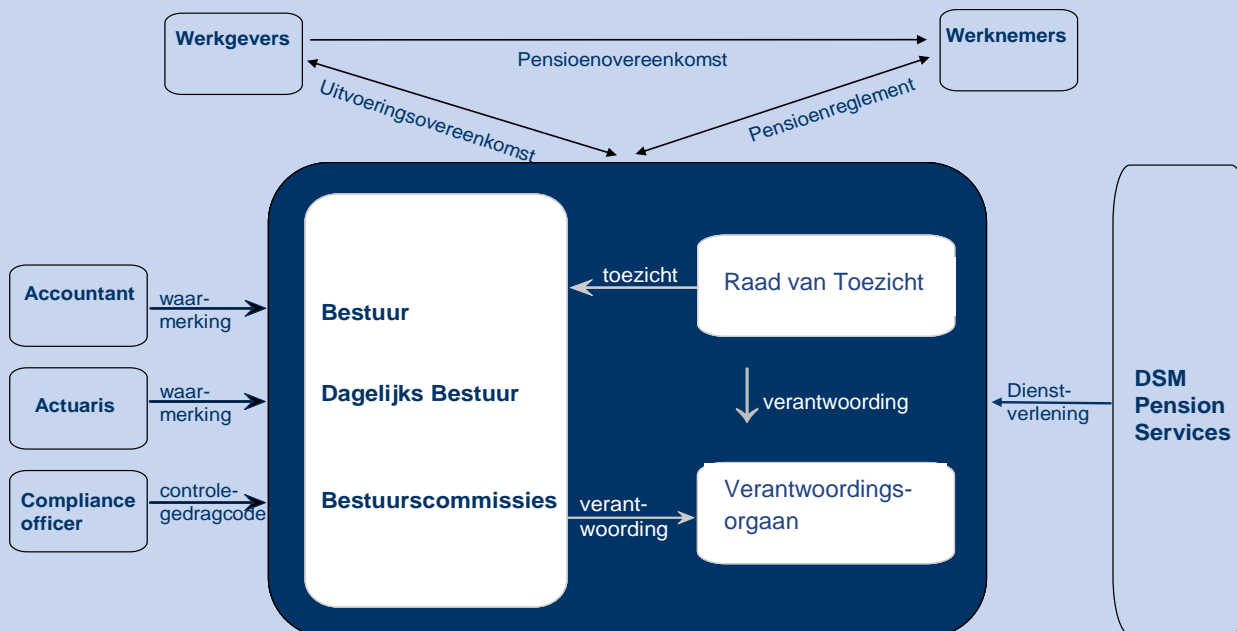 Werkgevers
Werknemers
Pensioenovereenkomst
Uitvoeringsovereenkomst
Pensioenreglement
toezicht
Raad van Toezicht
Accountant
waar-
merking
Bestuur
Actuaris
waar-
merking
Dagelijks Bestuur
verantwoording
Dienst-
verlening
DSM
Pension
Services
Compliance
officer
controle-
gedragcode
Bestuurscommissies
verant-
woording
Verantwoordings-
orgaan